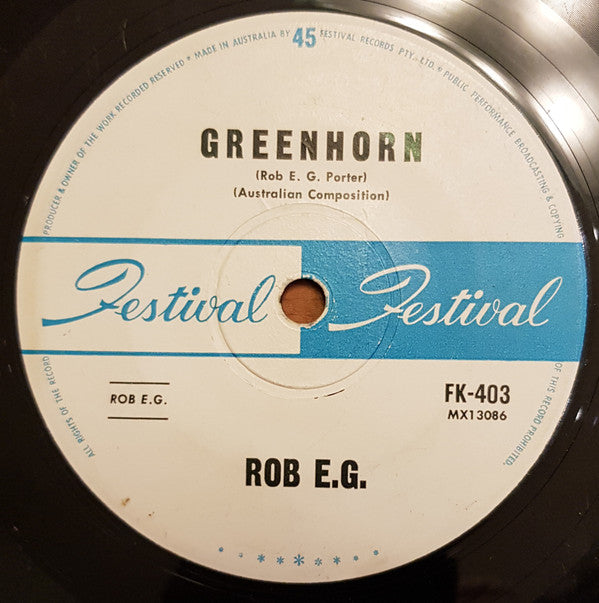 PRODUCER & OWNER OF THE WORK RECORDED RESERVED * MADE IN AUSTRALIA BY 45 FESTIVAL RECORDS PTY. LTD. * PUBLIC PERFORMANCE BROADCASTING & COPYING
GREENHORN
(Rob E. G. Porter)
(Australian Composition)
Festival Festival
ROB E.G.
FK-403
MX13086
ALL RIGHTS OF THE RECORD
OF THIS RECORD PROHIBITED.
ROB E.G.